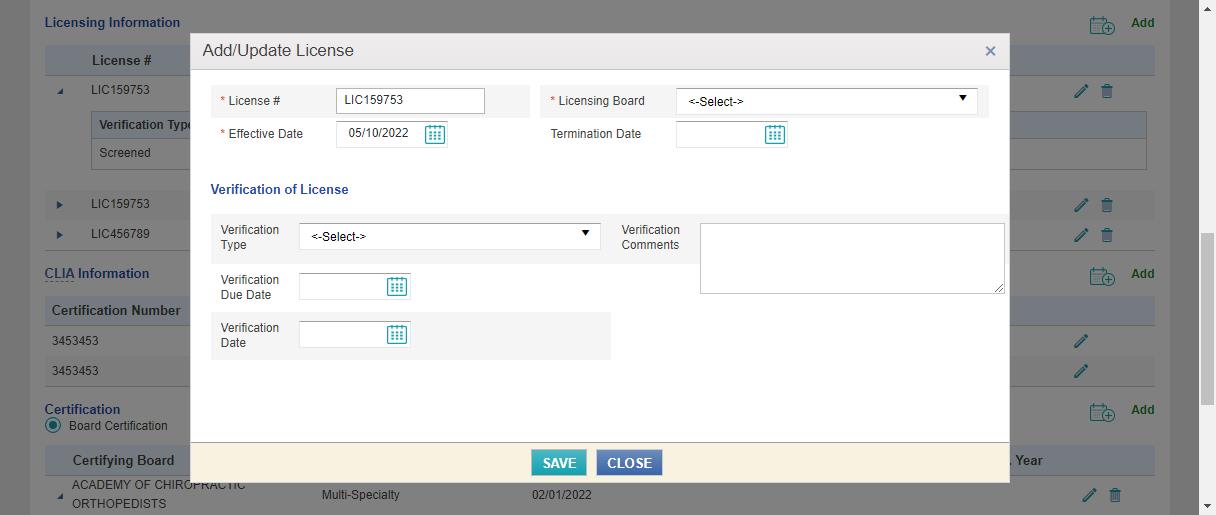 Licensing Information
Add
License #
LIC159753
Verification Type
Screened
LIC159753
LIC456789
CLIA Information
Add
Certification Number
3453453
3453453
Certification
Add
Board Certification
Certifying Board
. Year
ACADEMY OF CHIROPRACTIC
ORTHOPEDISTS
Multi-Specialty
02/01/2022
Add/Update License
×
* License #
LIC159753
* Licensing Board
<-Select->
* Effective Date
05/10/2022
Termination Date
Verification of License
Verification
Type
<-Select->
Verification
Comments
Verification
Due Date
Verification
Date
SAVE
CLOSE